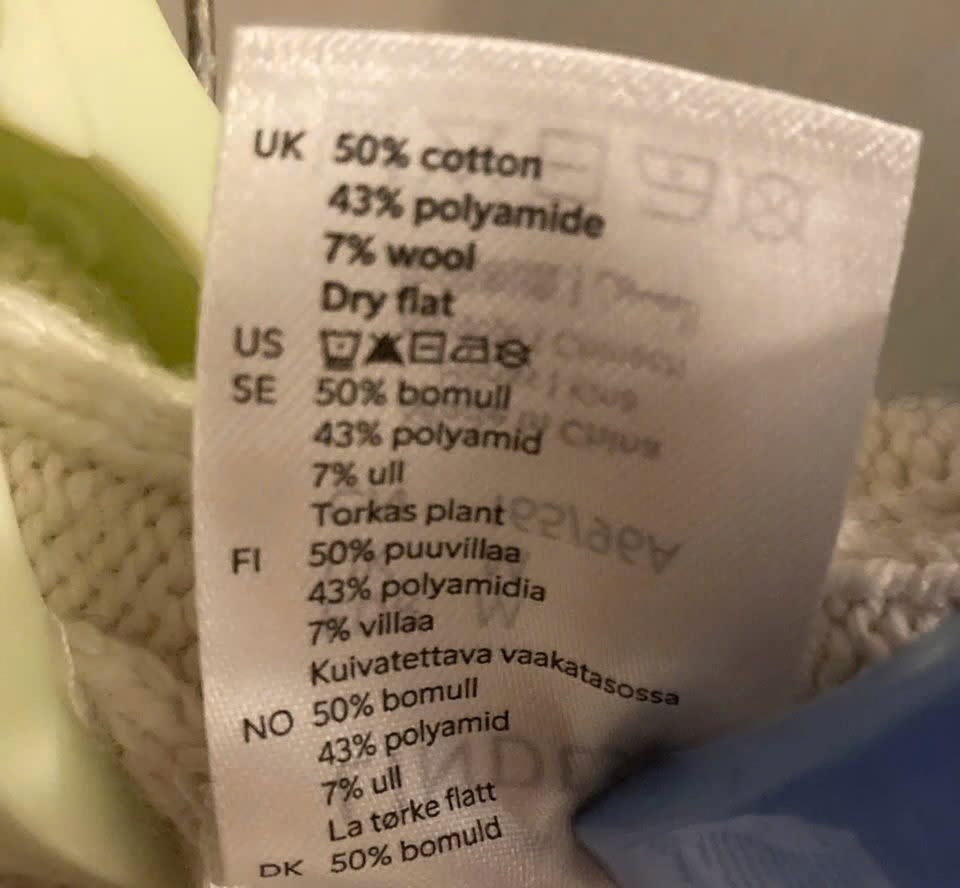 UK 50% cotton
43% polyamide
7% wool
Dry flat
US
SE 50% bomull
43% polyamid
7% ull
Torkas plant
FI 50% puuvillaa
43% polyamidia
7% villaa
Kuivatettava vaakatasossa
NO 50% bomull
43% polyamid
7% ull
La tørke flatt
DK 50% bomuld
165/96A